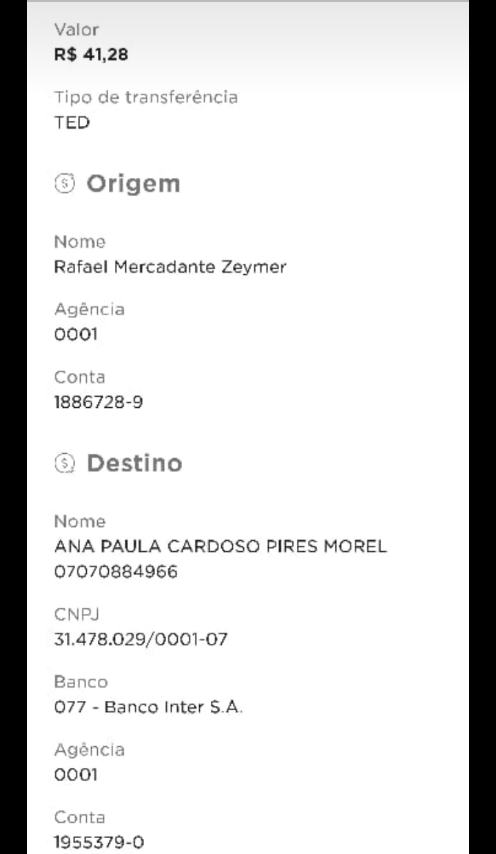 Valor
R$ 41,28
Tipo de transferência
TED
Origem
Nome
Rafael Mercadante Zeymer
Agência
0001
Conta
1886728-9
Destino
Nome
ANA PAULA CARDOSO PIRES MOREL
07070884966
CNPJ
31.478.029/0001-07
Banco
077 - Banco Inter S.A.
Agência
0001
Conta
1955379-0